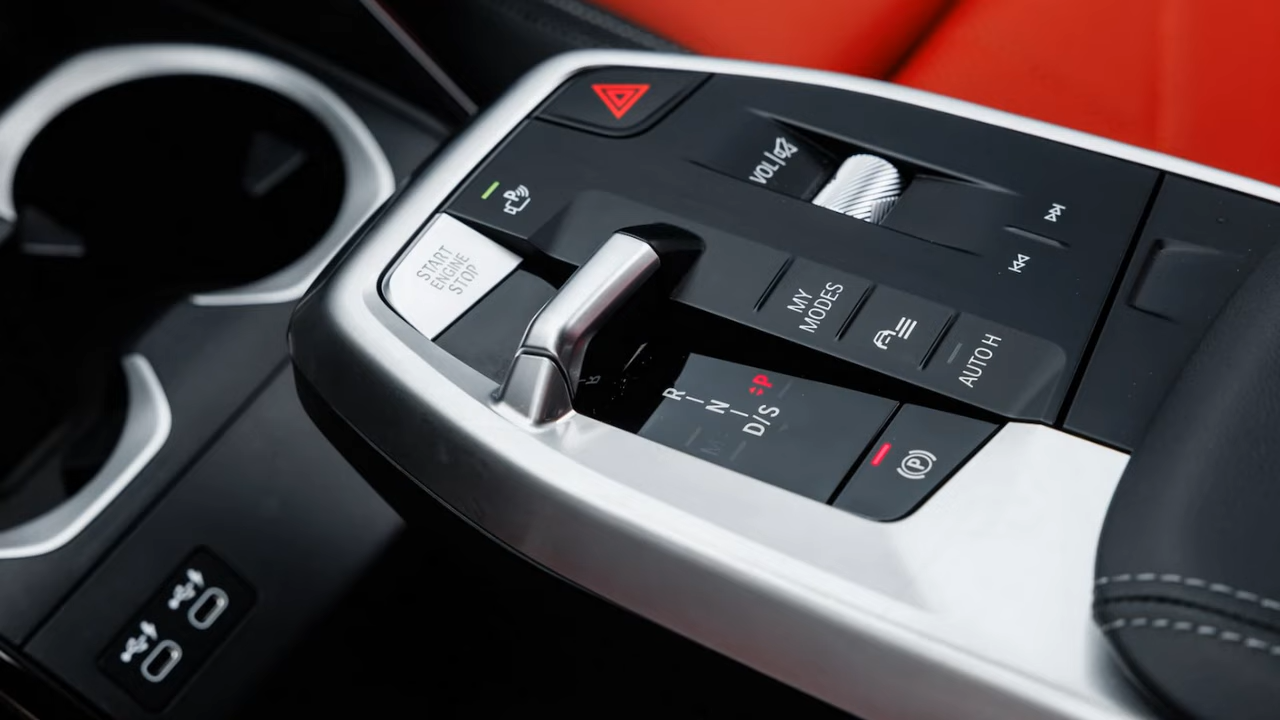 VOL/
P
START
ENGINE
STOP
MY
MODES
AUTO H
P
R
N
D/S
M
P